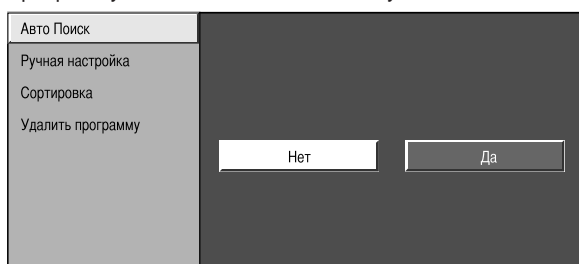 Авто Поиск
Ручная настройка
Сортировка
Удалить программу
Нет
Да